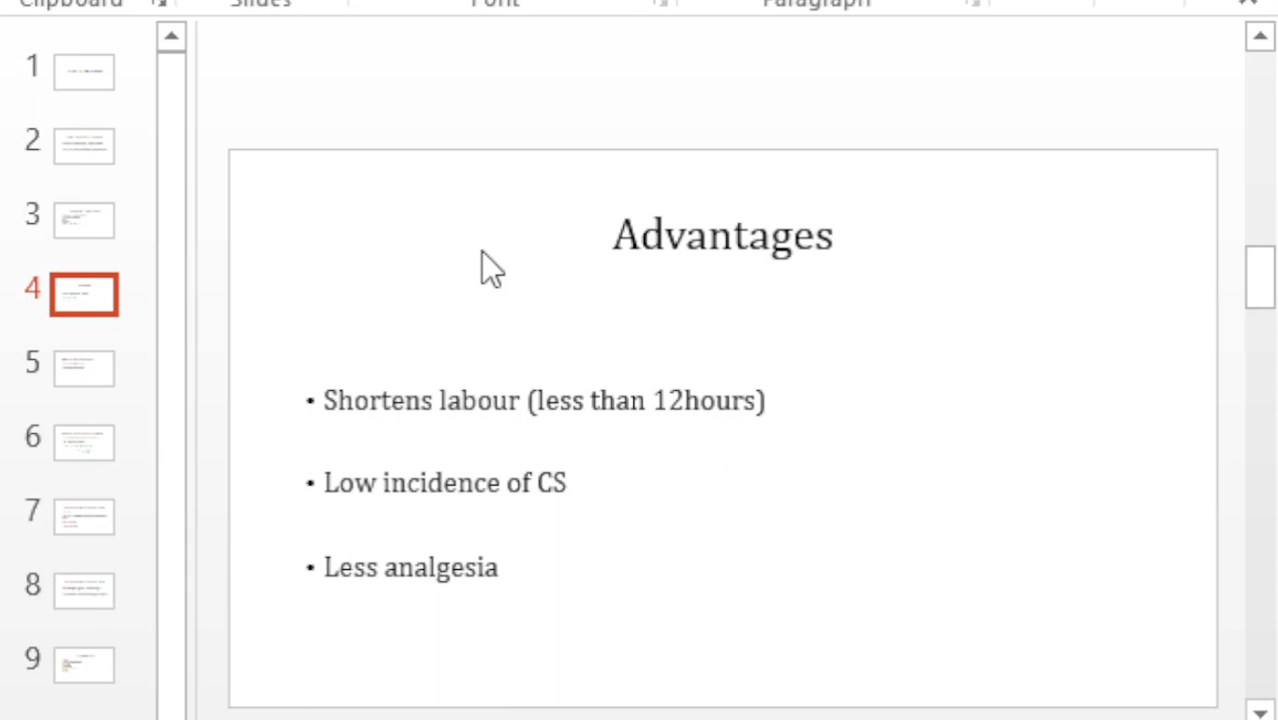 Clipboard
Slides
Font
Paragraph
1
2
3
4
5
6
7
8
9
Advantages
• Shortens labour (less than 12hours)
• Low incidence of CS
• Less analgesia